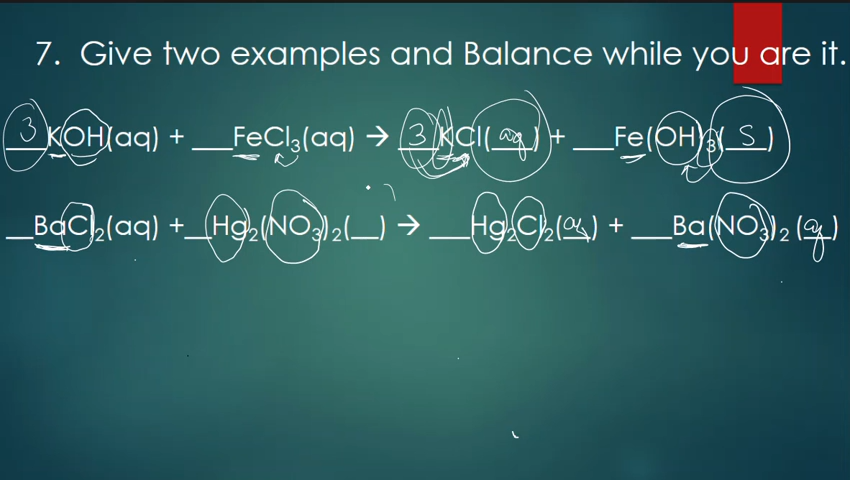 7. Give two examples and Balance while you are it.
3 KOH(aq) + ___FeCl₃(aq) → 3 KCl(aq) + ___Fe(OH)₃(s)
__BaCl₂(aq) +__Hg₂(NO₃)₂(__) → ___Hg₂Cl₂(aq) + ___Ba(NO₃)₂ (aq)